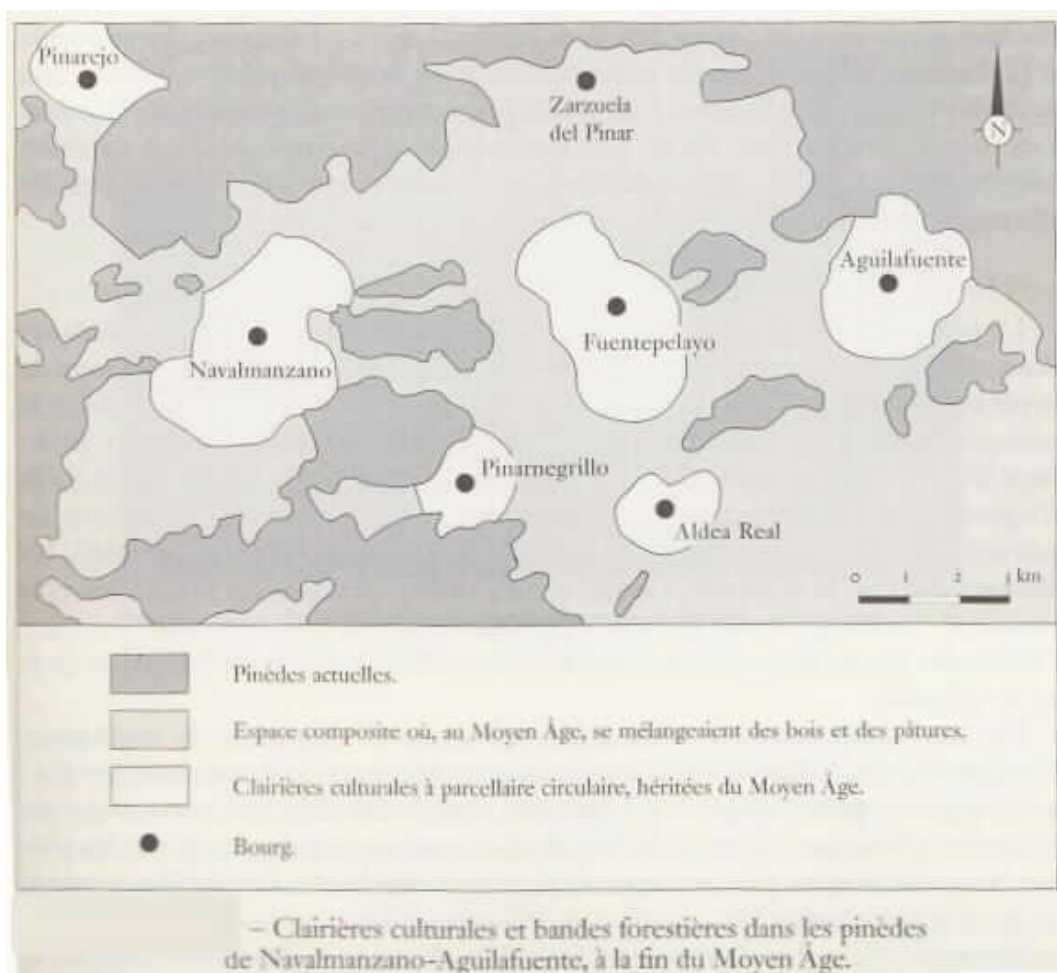 Pinarejo
Zarzuela
del Pinar
N
Aguilafuente
Fuentepelayo
Navalmanzano
Pinarnegrillo
Aldea Real
0 1 2 3 km
Pinédes actuelles.
Espace composite où, au Moyen Âge, se mélangeaient des bois et des pâtures.
Clairières culturales à parcellaire circulaire, héritées du Moyen Âge.
Bourg.
– Clairières culturales et bandes forestières dans les pinèdes
de Navalmanzano-Aguilafuente, à la fin du Moyen Âge.